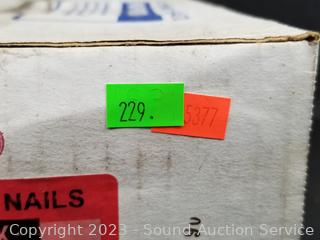 229.
5377
NAILS
Copyright 2023 - Sound Auction Service